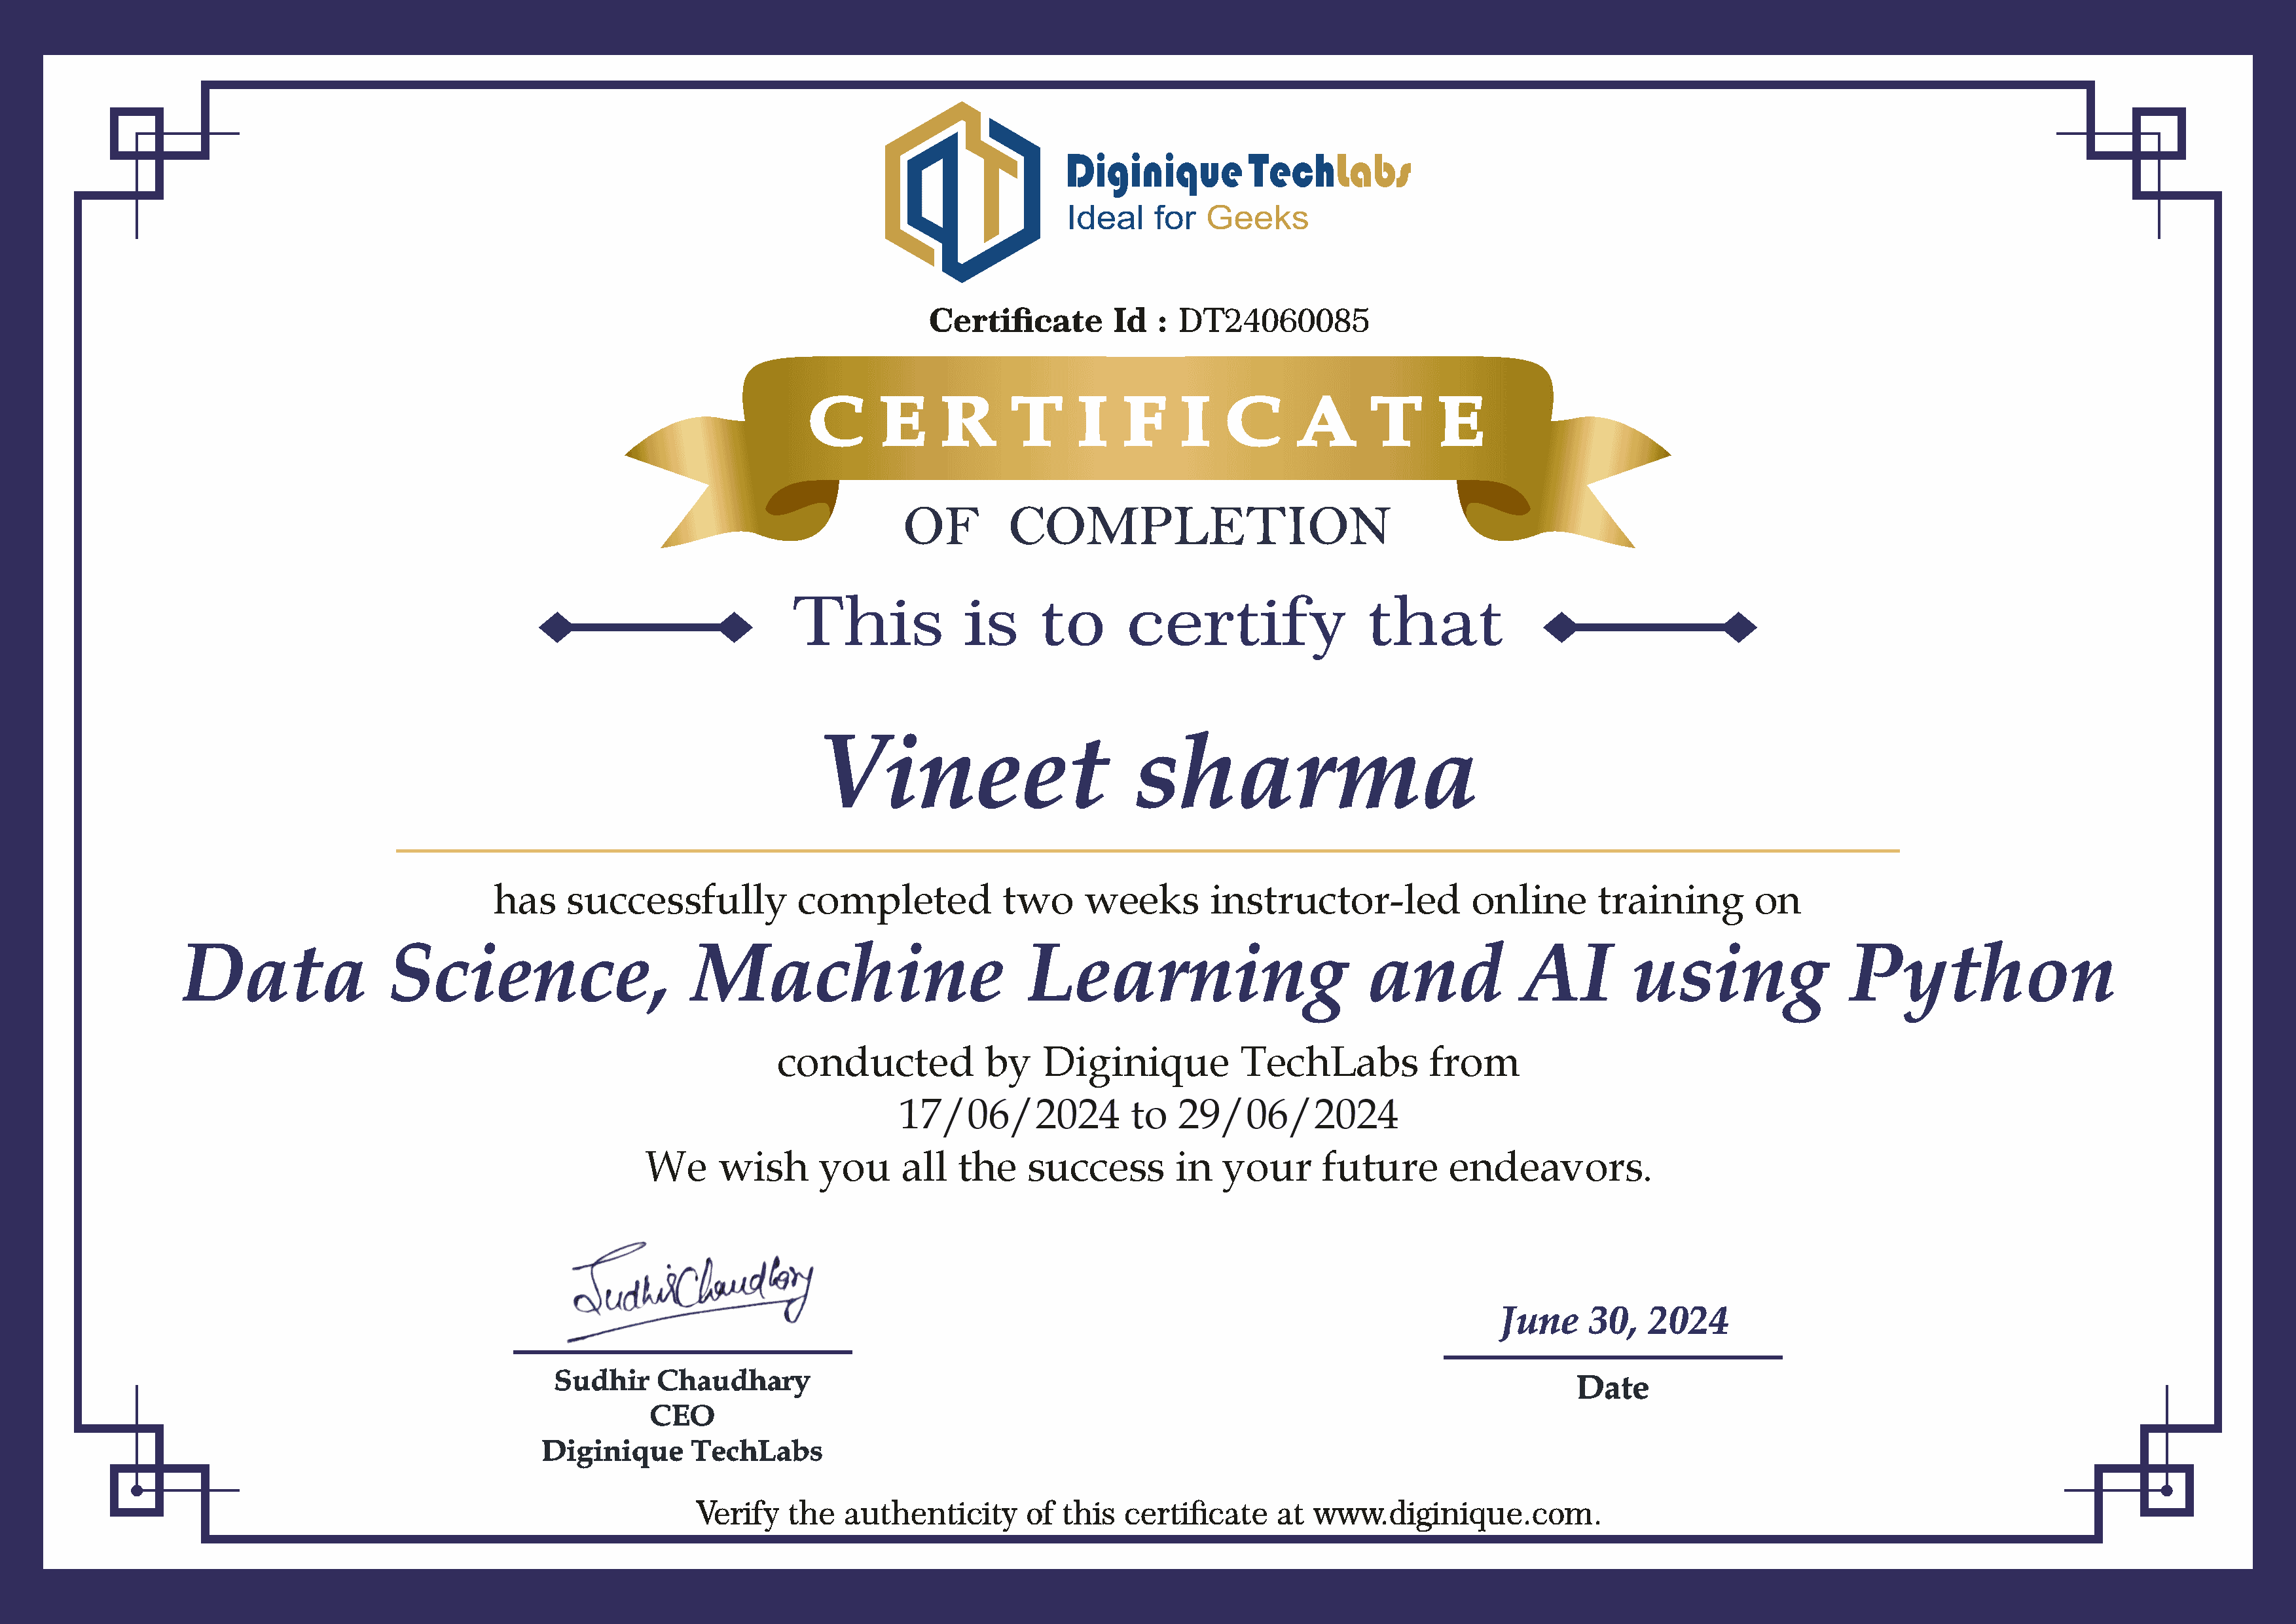 Diginique TechLabs
Ideal for Geeks
Certificate Id : DT24060085
CERTIFICATE
OF COMPLETION
This is to certify that
Vineet sharma
has successfully completed two weeks instructor-led online training on
Data Science, Machine Learning and AI using Python
conducted by Diginique TechLabs from
17/06/2024 to 29/06/2024
We wish you all the success in your future endeavors.
Sudhir Chaudhary
June 30, 2024
Sudhir Chaudhary
Date
CEO
Diginique TechLabs
Verify the authenticity of this certificate at www.diginique.com.